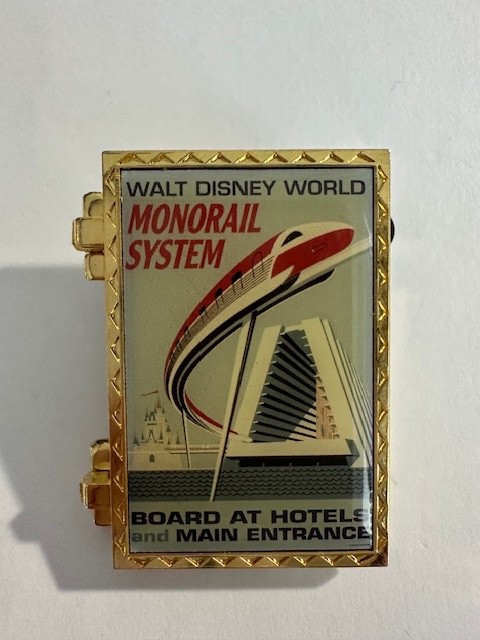 WALT DISNEY WORLD
MONORAIL
SYSTEM
BOARD AT HOTELS
and MAIN ENTRANCE